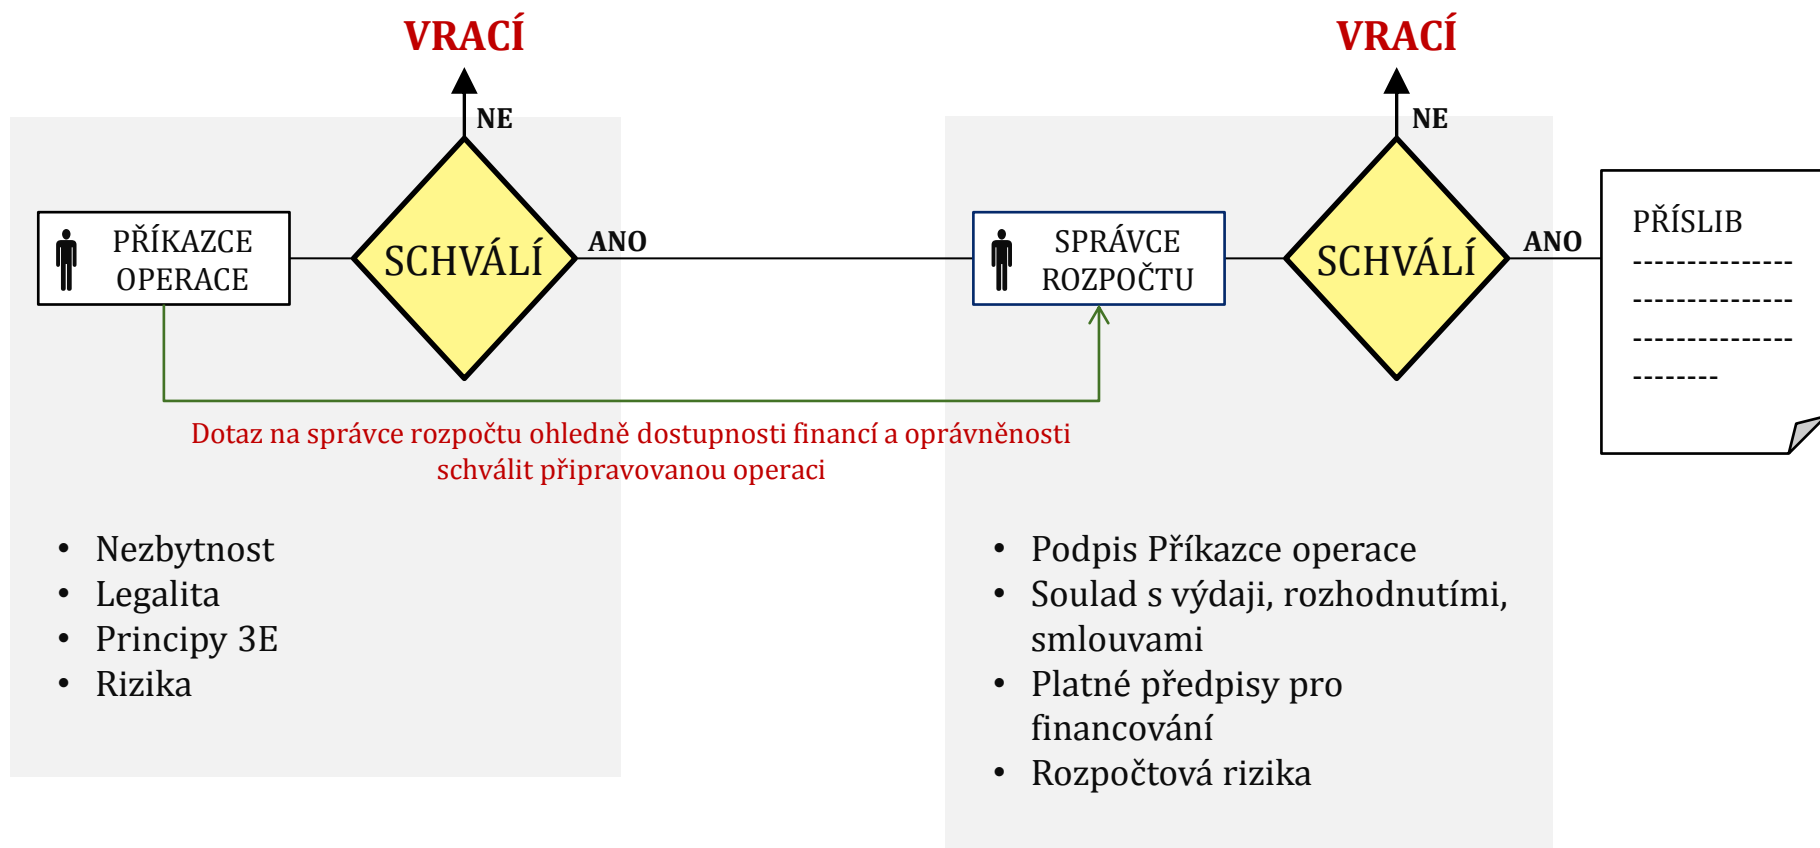 VRACÍ
NE
PŘÍKAZCE
OPERACE
SCHVÁLÍ
ANO
Dotaz na správce rozpočtu ohledně dostupnosti financí a oprávněnosti
schválit připravovanou operaci
• Nezbytnost
• Legalita
• Principy 3E
• Rizika
VRACÍ
NE
SPRÁVCE
ROZPOČTU
SCHVÁLÍ
ANO
• Podpis Příkazce operace
• Soulad s výdaji, rozhodnutími,
smlouvami
• Platné předpisy pro
financování
• Rozpočtová rizika
PŘÍSLIB
---------------
---------------
---------------
--------